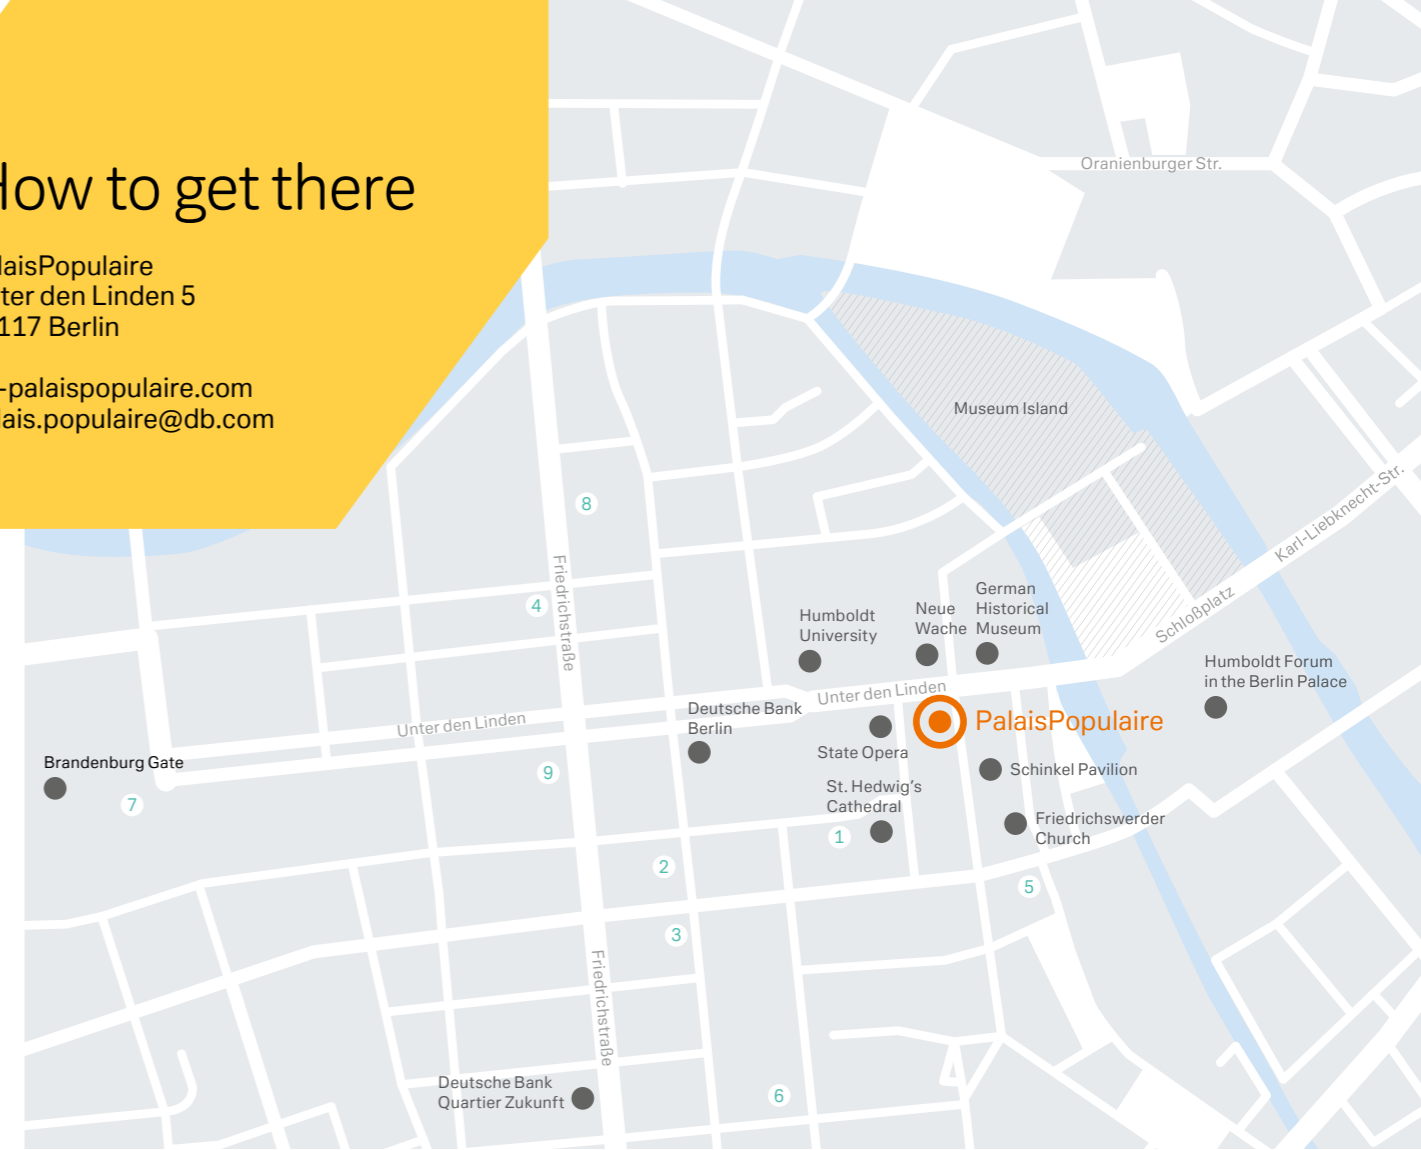 How to get there
laisPopulaire
ter den Linden 5
117 Berlin
-palaispopulaire.com
lais.populaire@db.com
Oranienburger Str.
Museum Island
Karl-Liebknecht-Str.
Schloßplatz
8
Friedrichstraße
4
Humboldt
University
Neue
Wache
German
Historical
Museum
Humboldt Forum
in the Berlin Palace
Unter den Linden
Deutsche Bank
Berlin
Unter den Linden
PalaisPopulaire
State Opera
Brandenburg Gate
7
9
Schinkel Pavilion
St. Hedwig's
Cathedral
1
Friedrichswerder
Church
2
5
3
Friedrichstraße
Deutsche Bank
Quartier Zukunft
6